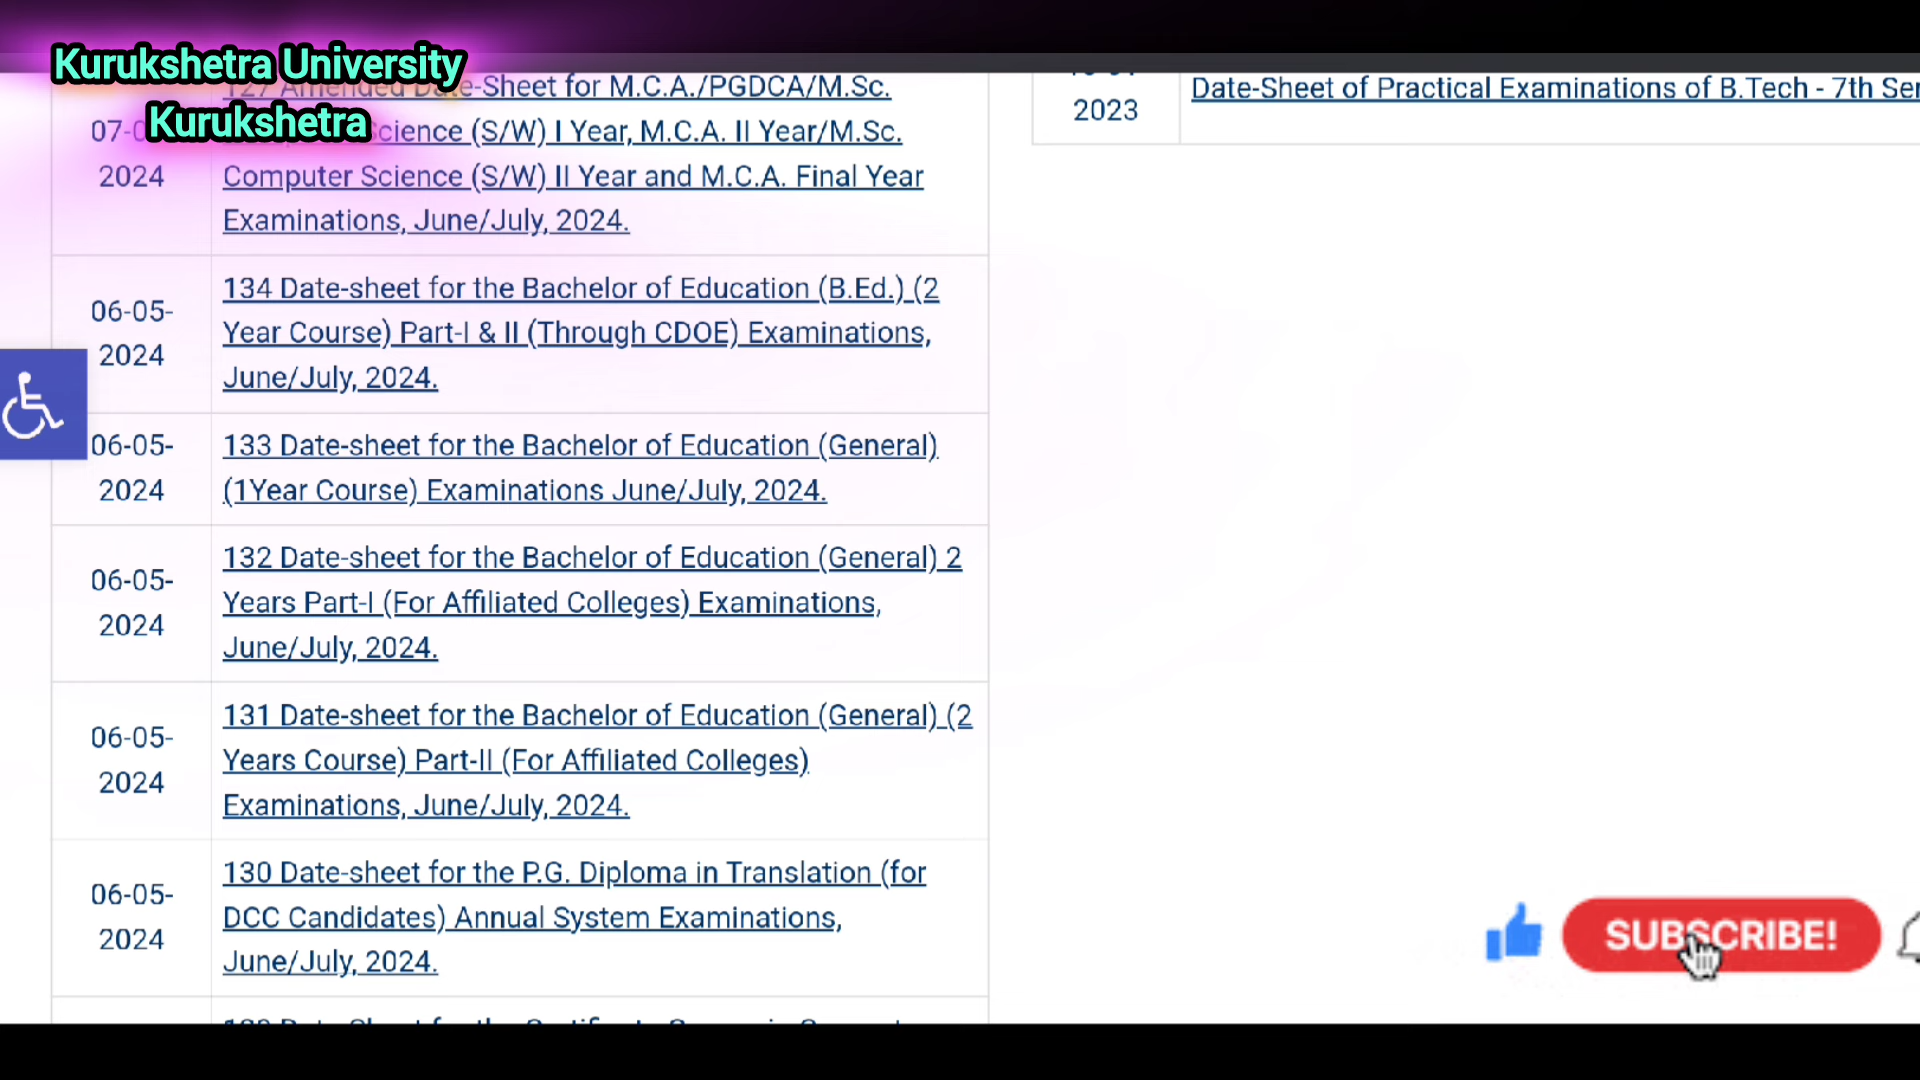 Kurukshetra University
Kurukshetra
127 Amended Date-Sheet for M.C.A./PGDCA/M.Sc.
07-0
Science (S/W) I Year, M.C.A. II Year/M.Sc.
2024
Computer Science (S/W) II Year and M.C.A. Final Year
Examinations, June/July, 2024.
06-05-
2024
134 Date-sheet for the Bachelor of Education (B.Ed.) (2
Year Course) Part-I & II (Through CDOE) Examinations,
June/July, 2024.
06-05-
2024
133 Date-sheet for the Bachelor of Education (General)
(1Year Course) Examinations June/July, 2024.
06-05-
2024
132 Date-sheet for the Bachelor of Education (General) 2
Years Part-I (For Affiliated Colleges) Examinations,
June/July, 2024.
06-05-
2024
131 Date-sheet for the Bachelor of Education (General) (2
Years Course) Part-II (For Affiliated Colleges)
Examinations, June/July, 2024.
06-05-
2024
130 Date-sheet for the P.G. Diploma in Translation (for
DCC Candidates) Annual System Examinations,
June/July, 2024.
2023
Date-Sheet of Practical Examinations of B.Tech - 7th Ser
SUBSCRIBE!